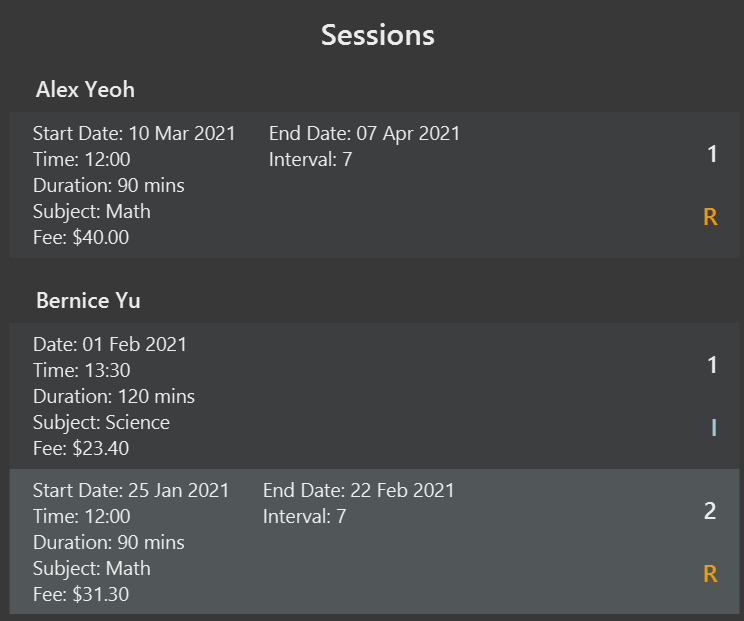 Sessions
Alex Yeoh
Start Date: 10 Mar 2021 End Date: 07 Apr 2021
Time: 12:00 Interval: 7
Duration: 90 mins
1
Subject: Math
R
Fee: $40.00
Bernice Yu
Date: 01 Feb 2021
Time: 13:30
1
Duration: 120 mins
Subject: Science
I
Fee: $23.40
Start Date: 25 Jan 2021 End Date: 22 Feb 2021
Time: 12:00 Interval: 7
2
Duration: 90 mins
Subject: Math
R
Fee: $31.30